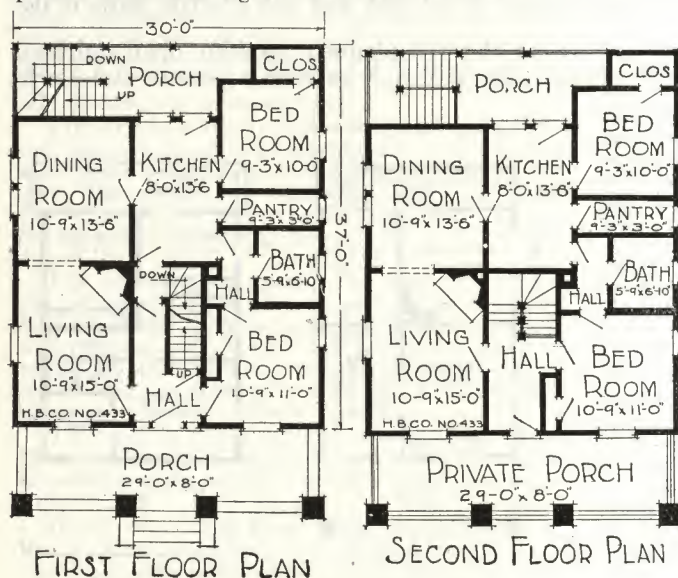 30'-0"
DOWN
PORCH
UP
CLOS.
BED
ROOM
9'-3"x10'-0"
DINING
ROOM
10'-9"x13'-6"
KITCHEN
8'-0"x13'-6"
PANTRY
9'-3"x3'-0"
37'-0"
DOWN
BATH
5'-9"x6'-10"
HALL
LIVING
ROOM
10'-9"x15'-0"
UP
HALL
BED
ROOM
10'-9"x11'-0"
H.B.CO. NO. 433
PORCH
29'-0"x8'-0"
FIRST FLOOR PLAN
PORCH
CLOS
BED
ROOM
9'-3"x10'-0"
DINING
ROOM
10'-9"x13'-6"
KITCHEN
8'-0"x13'-6"
PANTRY
9'-3"x3'-0"
BATH
5'-9"x6'-10"
HALL
LIVING
ROOM
10'-9"x15'-0"
HALL
BED
ROOM
10'-9"x11'-0"
H.B.CO. NO. 433
PRIVATE PORCH
29'-0"x8'-0"
SECOND FLOOR PLAN